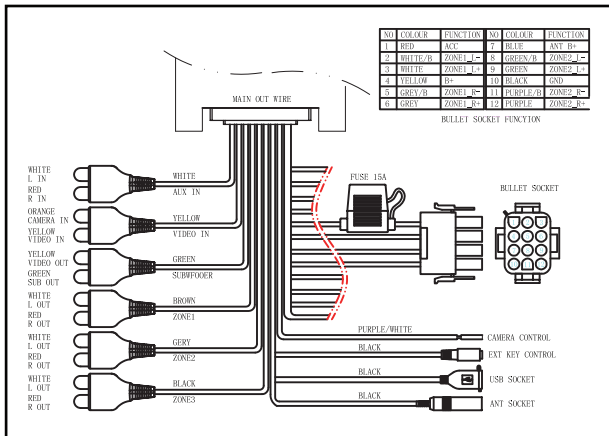 NO COLOUR FUNCTION NO COLOUR FUNCTION
1 RED ACC 7 BLUE ANT B+
2 WHITE/B ZONE1_L- 8 GREEN/B ZONE2_L-
3 WHITE ZONE1_L+ 9 GREEN ZONE2_L+
4 YELLOW B+ 10 BLACK GND
5 GREY/B ZONE1_R- 11 PURPLE/B ZONE2_R-
6 GREY ZONE1_R+ 12 PURPLE ZONE2_R+
BULLET SOCKET FUNCYION
MAIN OUT WIRE
FUSE 15A
BULLET SOCKET
WHITE
L IN
RED
R IN
WHITE
AUX IN
ORANGE
CAMERA IN
YELLOW
VIDEO IN
YELLOW
VIDEO IN
YELLOW
VIDEO OUT
GREEN
SUB OUT
GREEN
SUBWFOOER
WHITE
L OUT
RED
R OUT
BROWN
ZONE1
WHITE
L OUT
RED
R OUT
GERY
ZONE2
WHITE
L OUT
RED
R OUT
BLACK
ZONE3
PURPLE/WHITE
CAMERA CONTROL
BLACK
EXT KEY CONTROL
BLACK
USB SOCKET
BLACK
ANT SOCKET